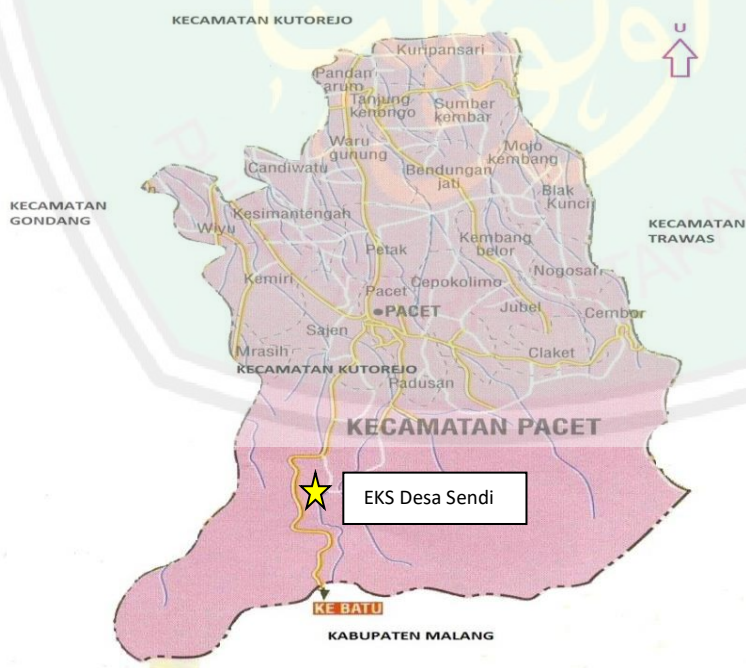 KECAMATAN KUTOREJO
U
Kuripansari
Pandan
arum
Tanjung
kenongo
Sumber
kembar
Waru
gunung
Mojo
kembang
Candiwatu
Bendungan
jati
Blak
Kunci
KECAMATAN
GONDANG
Kesimantengah
Wiyu
KECAMATAN
TRAWAS
Petak
Kembang
belor
Kemiri
Nogosari
Pacet
Cepokolimo
PACET
Jubel
Cembor
Sajen
Mrasih
Claket
KECAMATAN KUTOREJO
Padusan
KECAMATAN PACET
EKS Desa Sendi
KE BATU
KABUPATEN MALANG